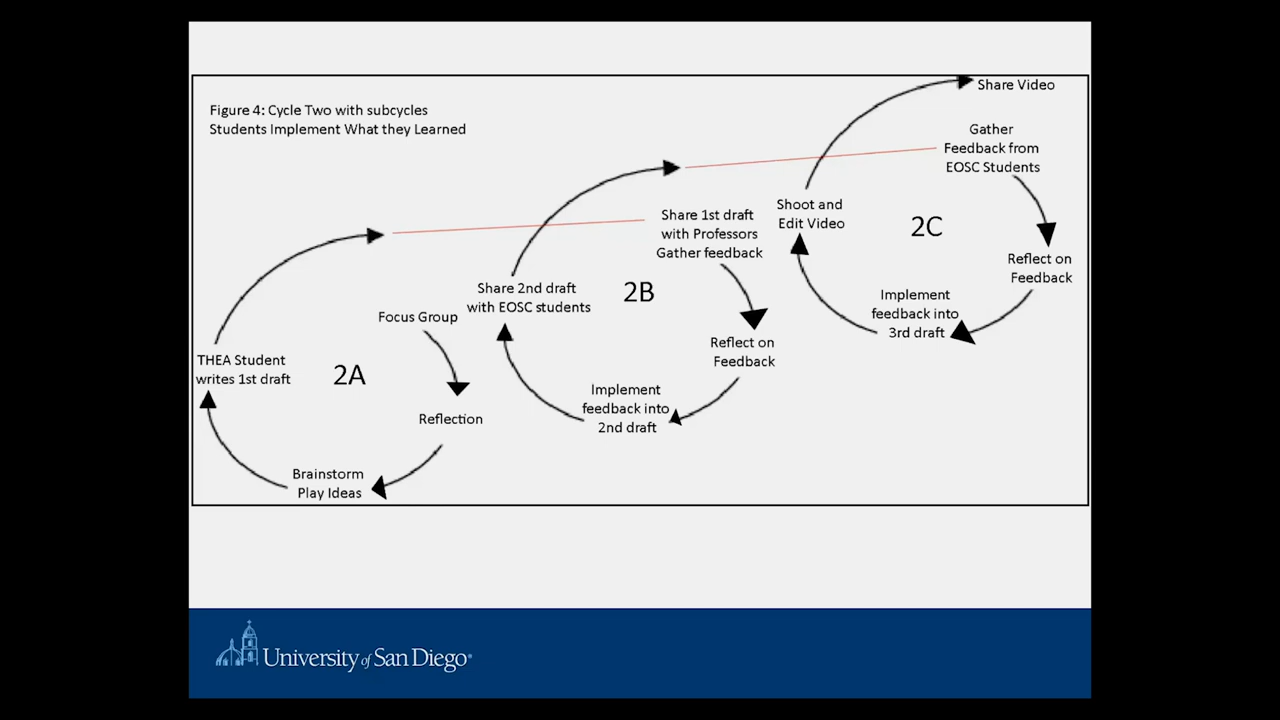 Figure 4: Cycle Two with subcycles
Students Implement What they Learned
Focus Group
Reflection
Brainstorm
Play Ideas
THEA Student
writes 1st draft
2A
Share 1st draft
with Professors
Gather feedback
Reflect on
Feedback
Implement
feedback into
2nd draft
Share 2nd draft
with EOSC students
2B
Gather
Feedback from
EOSC Students
Reflect on
Feedback
Implement
feedback into
3rd draft
Shoot and
Edit Video
2C
Share Video
University of San Diego